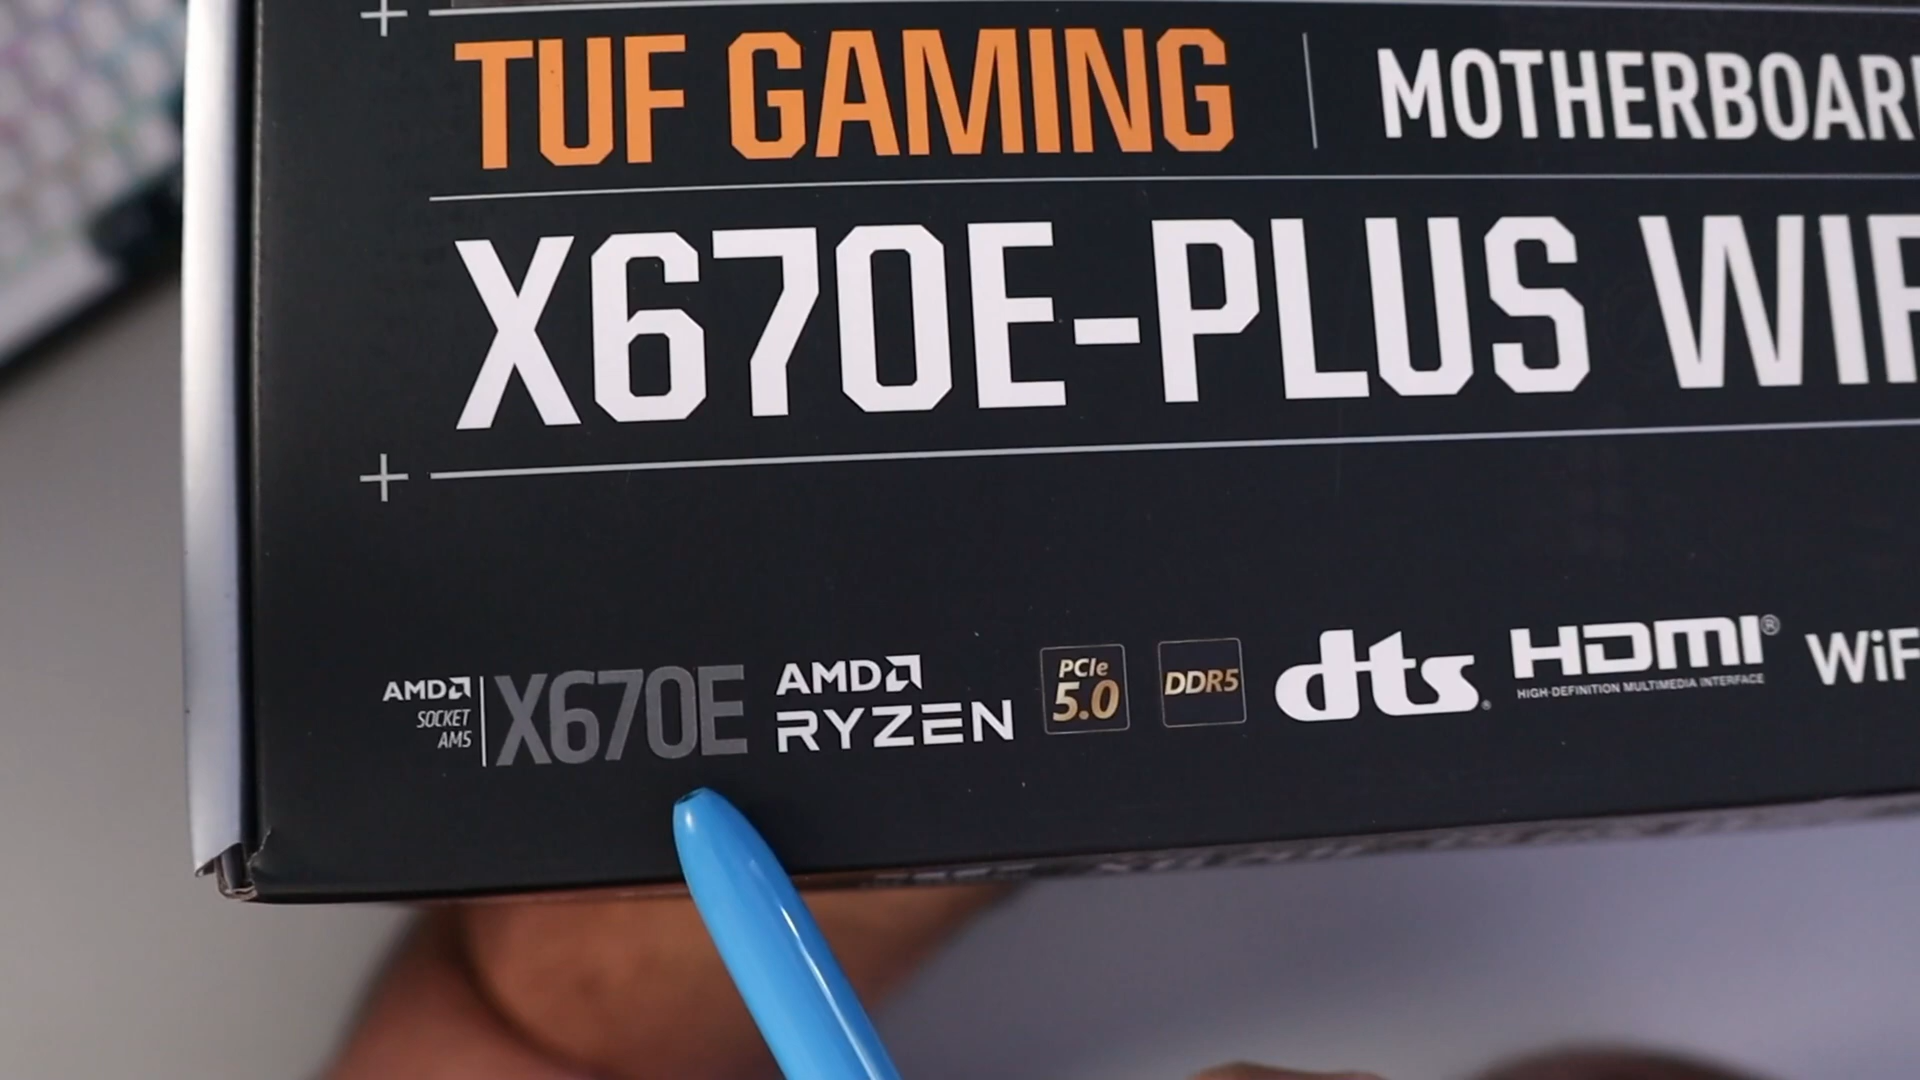 TUF GAMING | MOTHERBOAR
X670E-PLUS WIF
AMD SOCKET AM5 | X670E
AMD RYZEN
PCIe 5.0
DDR5
dts
HDMI®
HIGH-DEFINITION MULTIMEDIA INTERFACE
WiF